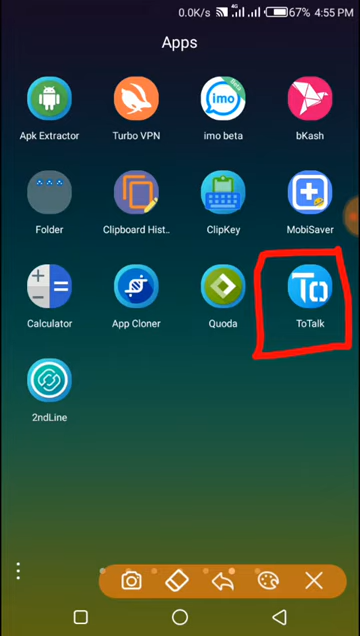 0.0K/s 4G 67% 4:55 PM
Apps
Apk Extractor Turbo VPN imo beta bKash
Folder Clipboard Hist.. ClipKey MobiSaver
Calculator App Cloner Quoda ToTalk
2ndLine